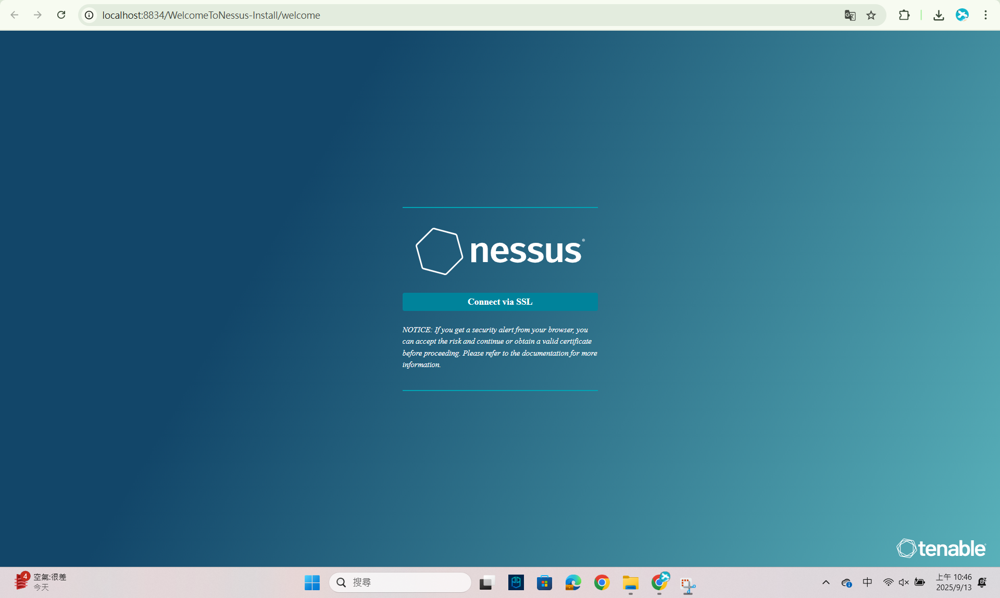 localhost:8834/WelcomeToNessus-Install/welcome
nessus®
Connect via SSL
NOTICE: If you get a security alert from your browser, you
can accept the risk and continue or obtain a valid certificate
before proceeding. Please refer to the documentation for more
information.
tenable
4
空氣:很差
今天
搜尋
中
上午 10:46
2025/9/13